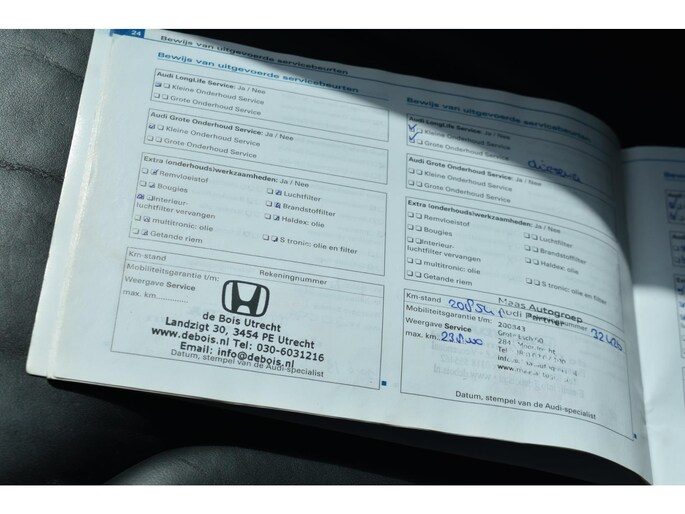 24 Bewijs van uitgevoerde servicebeurten
Bewijs van uitgevoerde servicebeurten
Audi LongLife Service: Ja / Nee
Kleine Onderhoud Service
Grote Onderhoud Service
Audi Grote Onderhoud Service: Ja / Nee
Kleine Onderhoud Service
Grote Onderhoud Service
Extra (onderhouds)werkzaamheden: Ja / Nee
Remvloeistof
Luchtfilter
Bougies
Brandstoffilter
Interieur-
luchtfilter vervangen
Haldex: olie
multitronic: olie
S tronic: olie en filter
Getande riem
Km-stand
Rekeningnummer
Mobiliteitsgarantie t/m:
Weergave Service
max. km
de Bois Utrecht
Landzigt 30, 3454 PE Utrecht
www.debois.nl Tel: 030-6031216
Email: info@debois.nl
Datum, stempel van de Audi-specialist
Bewijs van uitgevoerde servicebeurten
Audi LongLife Service: Ja / Nee
Kleine Onderhoud Service
Grote Onderhoud Service
Audi Grote Onderhoud Service: Ja / Nee
Kleine Onderhoud Service
Grote Onderhoud Service
Extra (onderhouds)werkzaamheden: Ja / Nee
Remvloeistof
Luchtfilter
Bougies
Brandstoffilter
Interieur-
luchtfilter vervangen
Haldex: olie
multitronic: olie
S tronic: olie en filter
Getande riem
Km-stand
Maas Autogroep
Audi Partner
Mobiliteitsgarantie t/m:
200343
Weergave Service
max. km
Datum, stempel van de Audi-specialist